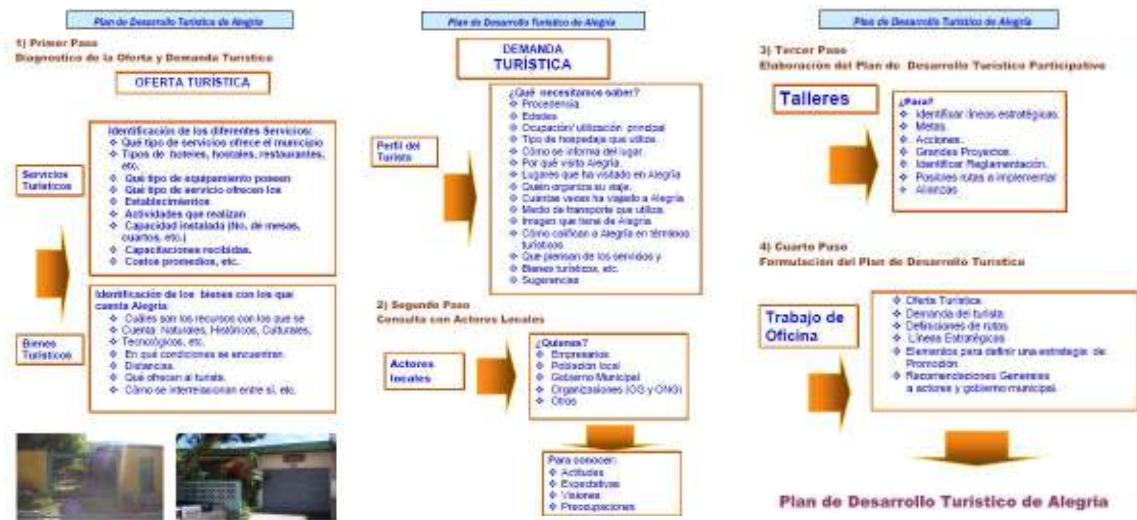 Plan de Desarrollo Turístico de Alegría
1) Primer Paso
Diagnostico de la Oferta y Demanda Turística
OFERTA TURÍSTICA
Servicios
Turísticos
Identificación de los diferentes Servicios:
❖ Qué tipo de servicios ofrece el municipio
❖ Tipos de hoteles, hostales, restaurantes,
etc.
❖ Qué tipo de equipamiento poseen
❖ Qué tipo de servicio ofrecen los
❖ Establecimientos
❖ Actividades que realizan
❖ Capacidad instalada (No. de mesas,
cuartos, etc.)
❖ Capacitaciones recibidas.
❖ Costos promedios, etc.
Bienes
Turísticos
Identificación de los bienes con los que
cuenta Alegría
❖ Cuáles son los recursos con los que se
❖ Cuenta: Naturales, Históricos, Culturales,
❖ Tecnológicos, etc.
❖ En qué condiciones se encuentran
❖ Distancias.
❖ Qué ofrecen al turista.
❖ Cómo se interrelacionan entre sí, etc.
Plan de Desarrollo Turístico de Alegría
DEMANDA
TURÍSTICA
Perfil del
Turista
¿Qué necesitamos saber?
❖ Procedencia
❖ Edades
❖ Ocupación/ utilización principal
❖ Tipo de hospedaje que utiliza.
❖ Cómo se informa del lugar.
❖ Por qué visita Alegría.
❖ Lugares que ha visitado en Alegría
❖ Quién organiza su viaje.
❖ Cuántas veces ha viajado a Alegría
❖ Medio de transporte que utiliza.
❖ Imagen que tiene de Alegría
❖ Cómo califican a Alegría en términos
turísticos
❖ Que piensan de los servicios y
❖ Bienes turísticos, etc.
❖ Sugerencias
2) Segundo Paso
Consulta con Actores Locales
Actores
locales
¿Quienes?
❖ Empresarios
❖ Población local
❖ Gobierno Municipal
❖ Organizaciones (OG y ONG)
❖ Otros
Para conocer:
❖ Actitudes
❖ Expectativas
❖ Visiones
❖ Preocupaciones
Plan de Desarrollo Turístico de Alegría
3) Tercer Paso
Elaboración del Plan de Desarrollo Turístico Participativo
Talleres
¿Para?
❖ Identificar líneas estratégicas.
❖ Metas.
❖ Acciones.
❖ Grandes Proyectos.
❖ Identificar Reglamentación.
❖ Posibles rutas a implementar
❖ Alianzas
4) Cuarto Paso
Formulación del Plan de Desarrollo Turística
Trabajo de
Oficina
❖ Oferta Turística
❖ Demanda del turista
❖ Definiciones de rutas
❖ Líneas Estratégicas
❖ Elementos para definir una estrategia de
Promoción
❖ Recomendaciones Generales
a actores y gobierno municipal.
Plan de Desarrollo Turístico de Alegría